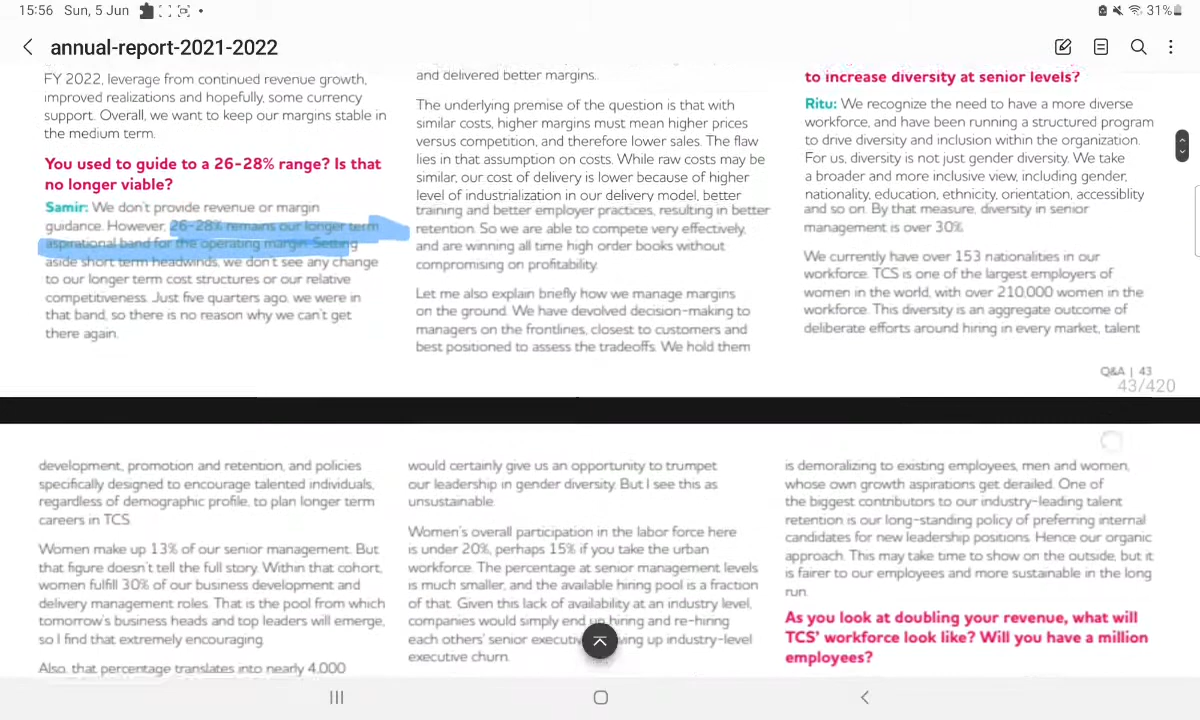 15:56 Sun, 5 Jun
31%
annual-report-2021-2022
FY 2022, leverage from continued revenue growth,
improved realizations and hopefully, some currency
support. Overall, we want to keep our margins stable in
the medium term.
You used to guide to a 26-28% range? Is that
no longer viable?
Samir: We don't provide revenue or margin
guidance. However, 26-28% remains our longer term
aspirational band for the operating margin. Setting
aside short term headwinds, we don't see any change
to our longer term cost structures or our relative
competitiveness. Just five quarters ago, we were in
that band, so there is no reason why we can't get
there again.
and delivered better margins.
The underlying premise of the question is that with
similar costs, higher margins must mean higher prices
versus competition, and therefore lower sales. The flaw
lies in that assumption on costs. While raw costs may be
similar, our cost of delivery is lower because of higher
level of industrialization in our delivery model, better
training and better employer practices, resulting in better
retention. So we are able to compete very effectively,
and are winning all time high order books without
compromising on profitability.
Let me also explain briefly how we manage margins
on the ground. We have devolved decision-making to
managers on the frontlines, closest to customers and
best positioned to assess the tradeoffs. We hold them
to increase diversity at senior levels?
Ritu: We recognize the need to have a more diverse
workforce, and have been running a structured program
to drive diversity and inclusion within the organization.
For us, diversity is not just gender diversity. We take
a broader and more inclusive view, including gender,
nationality, education, ethnicity, orientation, accessiblity
and so on. By that measure, diversity in senior
management is over 30%.
We currently have over 153 nationalities in our
workforce. TCS is one of the largest employers of
women in the world, with over 210,000 women in the
workforce. This diversity is an aggregate outcome of
deliberate efforts around hiring in every market, talent
Q&A | 43
43/420
development, promotion and retention, and policies
specifically designed to encourage talented individuals,
regardless of demographic profile, to plan longer term
careers in TCS.
Women make up 13% of our senior management. But
that figure doesn't tell the full story. Within that cohort,
women fulfill 30% of our business development and
delivery management roles. That is the pool from which
tomorrow's business heads and top leaders will emerge,
so I find that extremely encouraging.
Also, that percentage translates into nearly 4,000
would certainly give us an opportunity to trumpet
our leadership in gender diversity. But I see this as
unsustainable.
Women's overall participation in the labor force here
is under 20%, perhaps 15% if you take the urban
workforce. The percentage at senior management levels
is much smaller, and the available hiring pool is a fraction
of that. Given this lack of availability at an industry level,
companies would simply end up hiring and re-hiring
each others' senior up industry-level
executive churn.
is demoralizing to existing employees, men and women,
whose own growth aspirations get derailed. One of
the biggest contributors to our industry-leading talent
retention is our long-standing policy of preferring internal
candidates for new leadership positions. Hence our organic
approach. This may take time to show on the outside, but it
is fairer to our employees and more sustainable in the long
run.
As you look at doubling your revenue, what will
TCS' workforce look like? Will you have a million
employees?